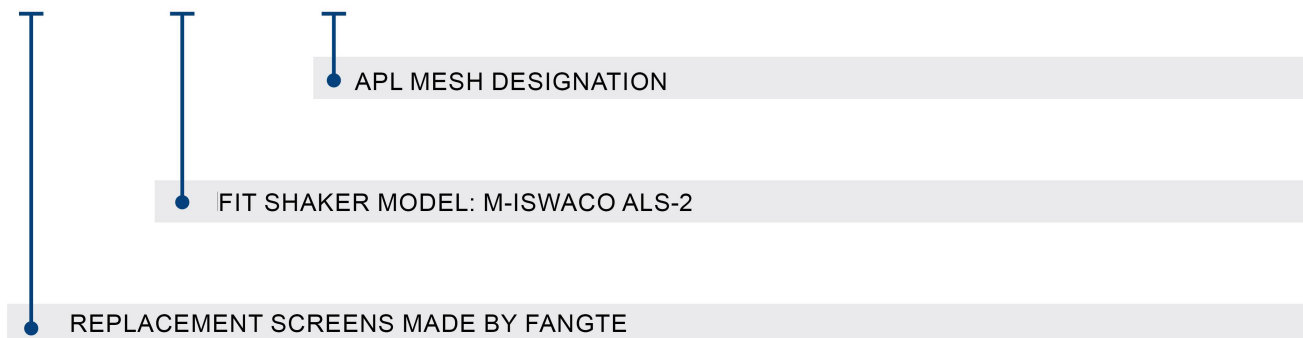 APL MESH DESIGNATION
FIT SHAKER MODEL: M-ISWACO ALS-2
REPLACEMENT SCREENS MADE BY FANGTE